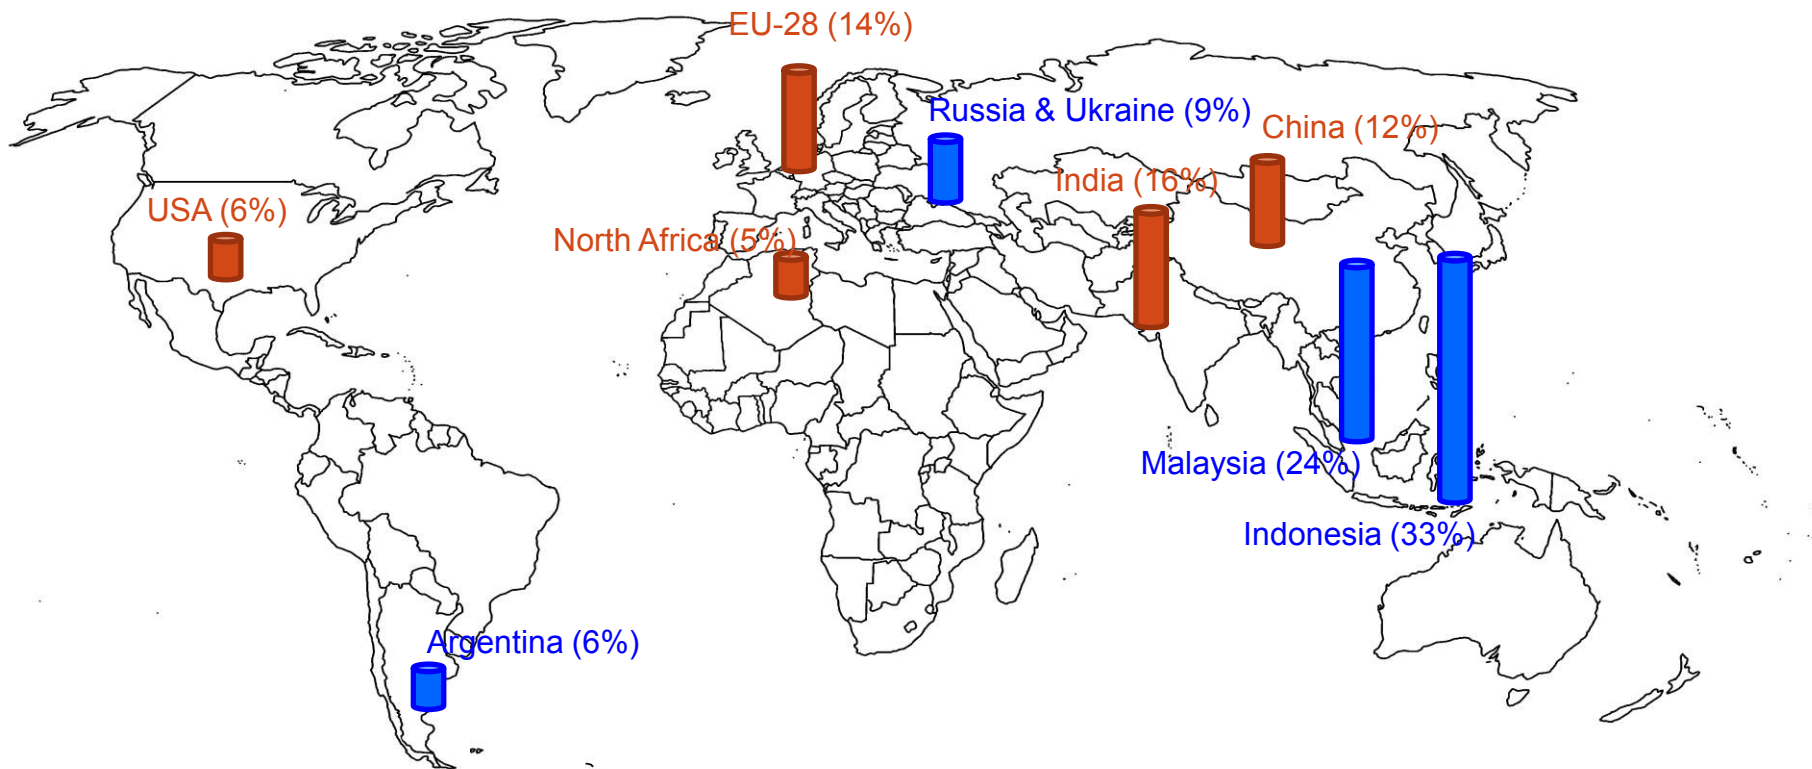 EU-28 (14%)
Russia & Ukraine (9%)
China (12%)
India (16%)
USA (6%)
North Africa (5%)
Malaysia (24%)
Indonesia (33%)
Argentina (6%)